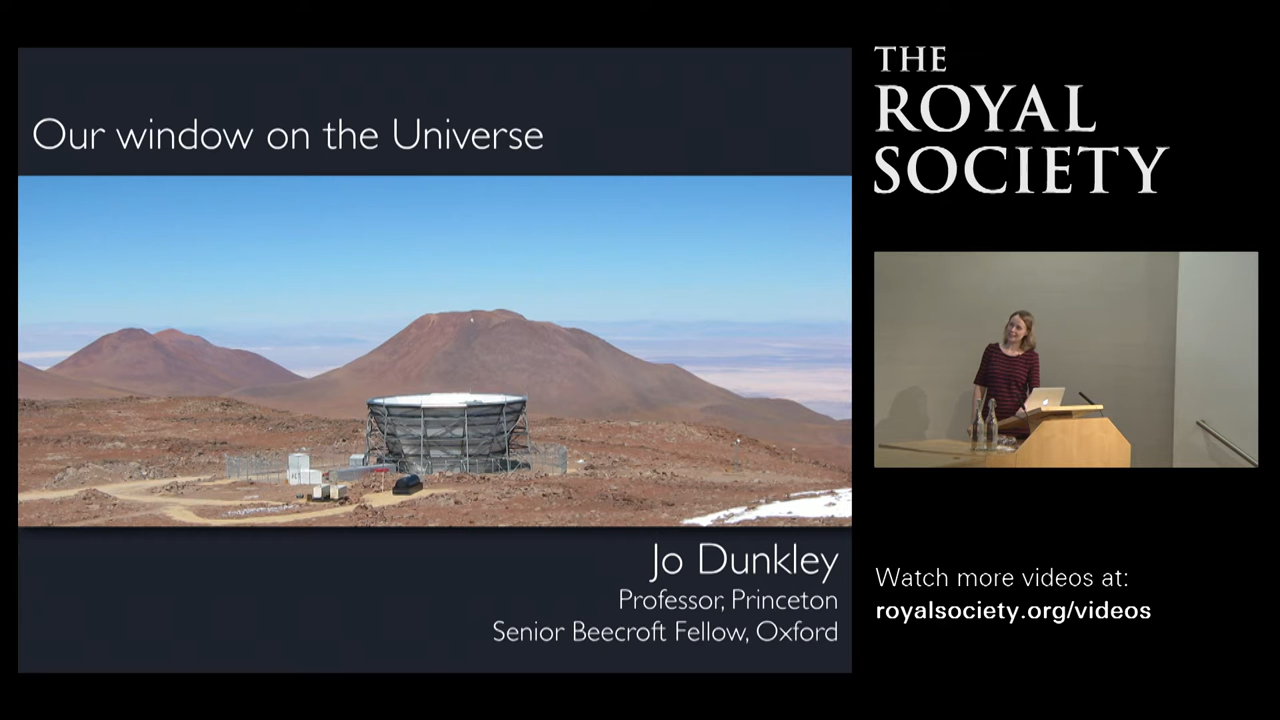 Our window on the Universe
Jo Dunkley
Professor, Princeton
Senior Beecroft Fellow, Oxford
THE
ROYAL
SOCIETY
Watch more videos at:
royalsociety.org/videos